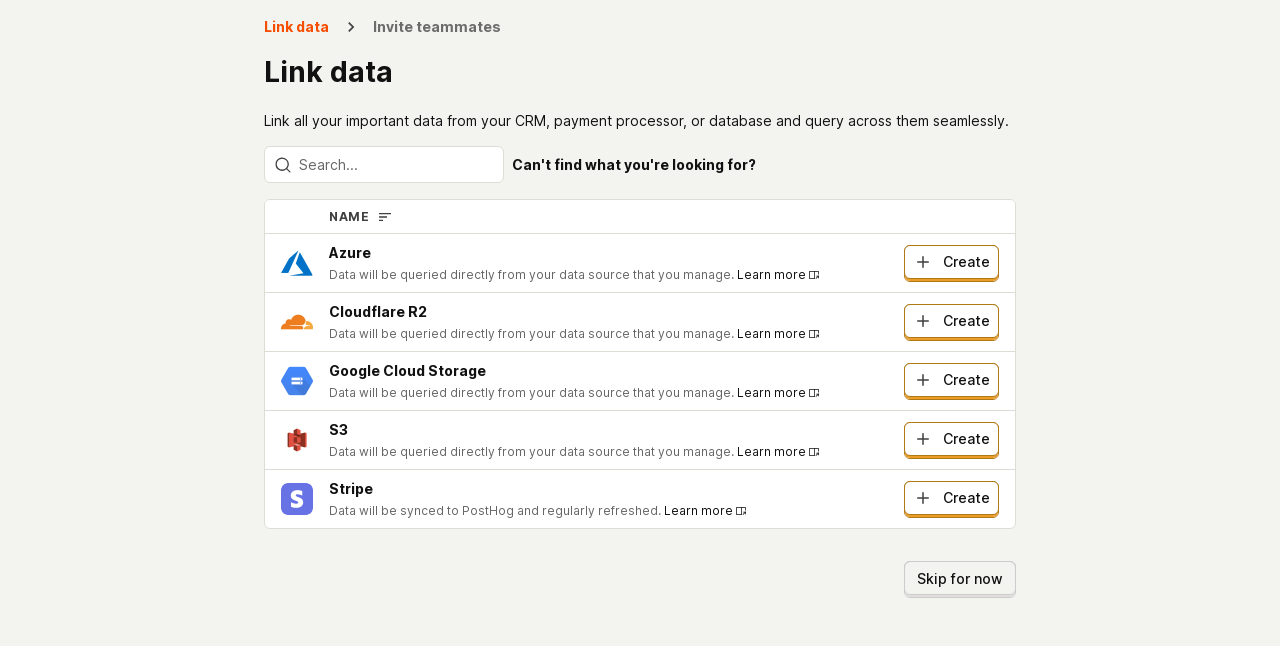 Link data Invite teammates
Link data
Link all your important data from your CRM, payment processor, or database and query across them seamlessly.
Search... Can't find what you're looking for?
NAME
Azure
Data will be queried directly from your data source that you manage. Learn more
Create
Cloudflare R2
Data will be queried directly from your data source that you manage. Learn more
Create
Google Cloud Storage
Data will be queried directly from your data source that you manage. Learn more
Create
S3
Data will be queried directly from your data source that you manage. Learn more
Create
S
Stripe
Data will be synced to PostHog and regularly refreshed. Learn more
Create
Skip for now